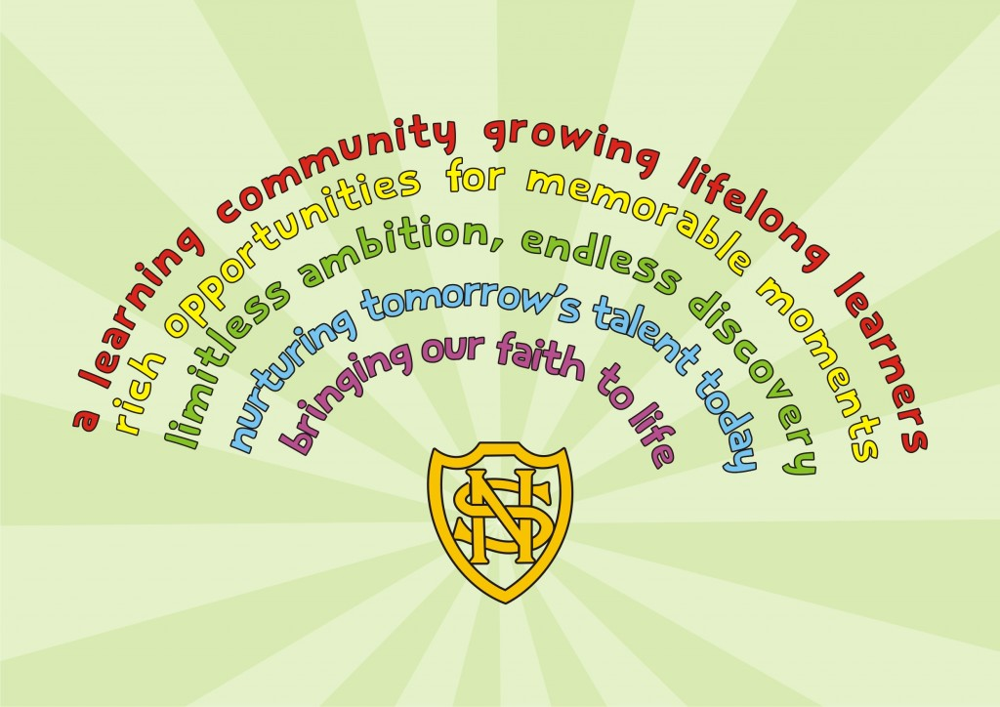 a learning community growing lifelong learners
rich opportunities for memorable moments
limitless ambition, endless discovery
nurturing tomorrow's talent today
bringing our faith to life
NS